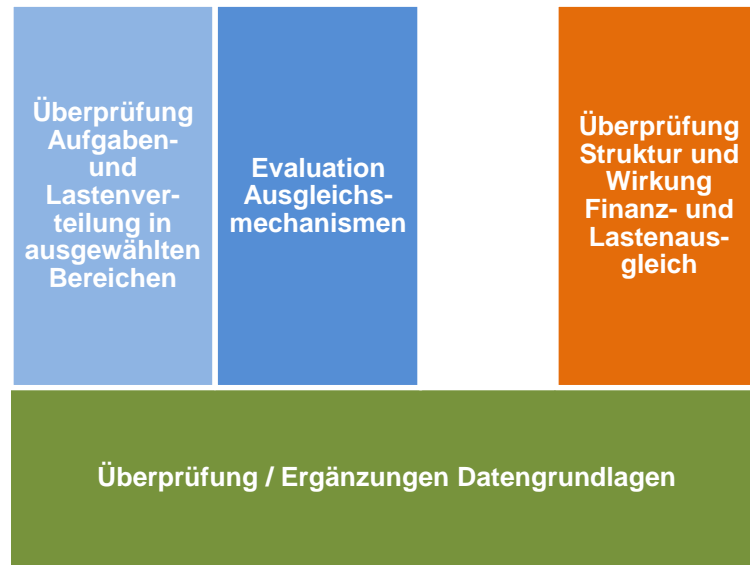 Überprüfung
Aufgaben-
und
Lastenver-
teilung in
ausgewählten
Bereichen
Evaluation
Ausgleichs-
mechanismen
Überprüfung
Struktur und
Wirkung
Finanz- und
Lastenaus-
gleich
Überprüfung / Ergänzungen Datengrundlagen